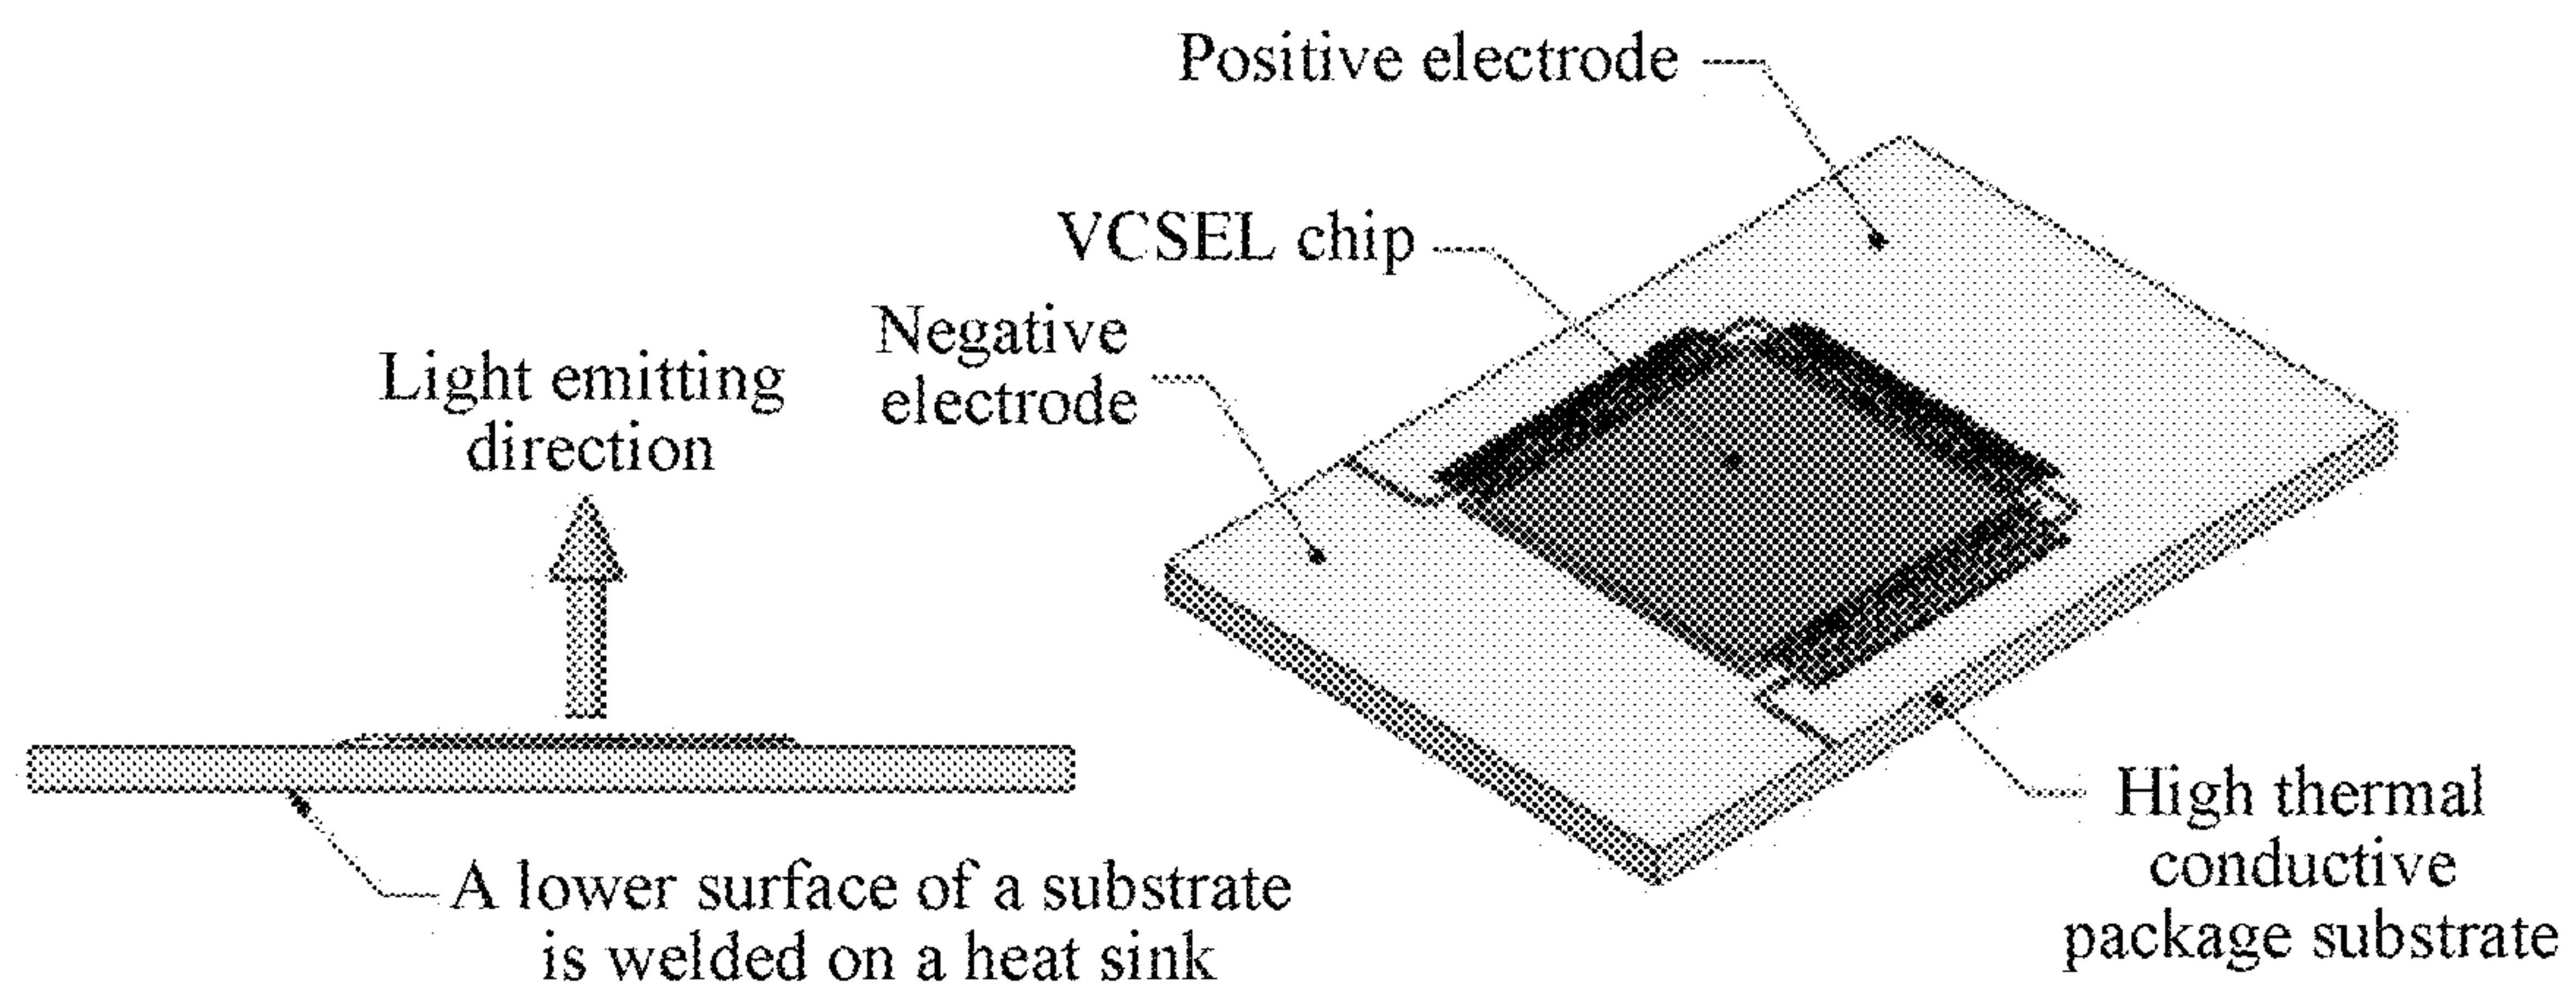 Positive electrode
VCSEL chip
Negative
electrode
Light emitting
direction
A lower surface of a substrate
is welded on a heat sink
High thermal
conductive
package substrate